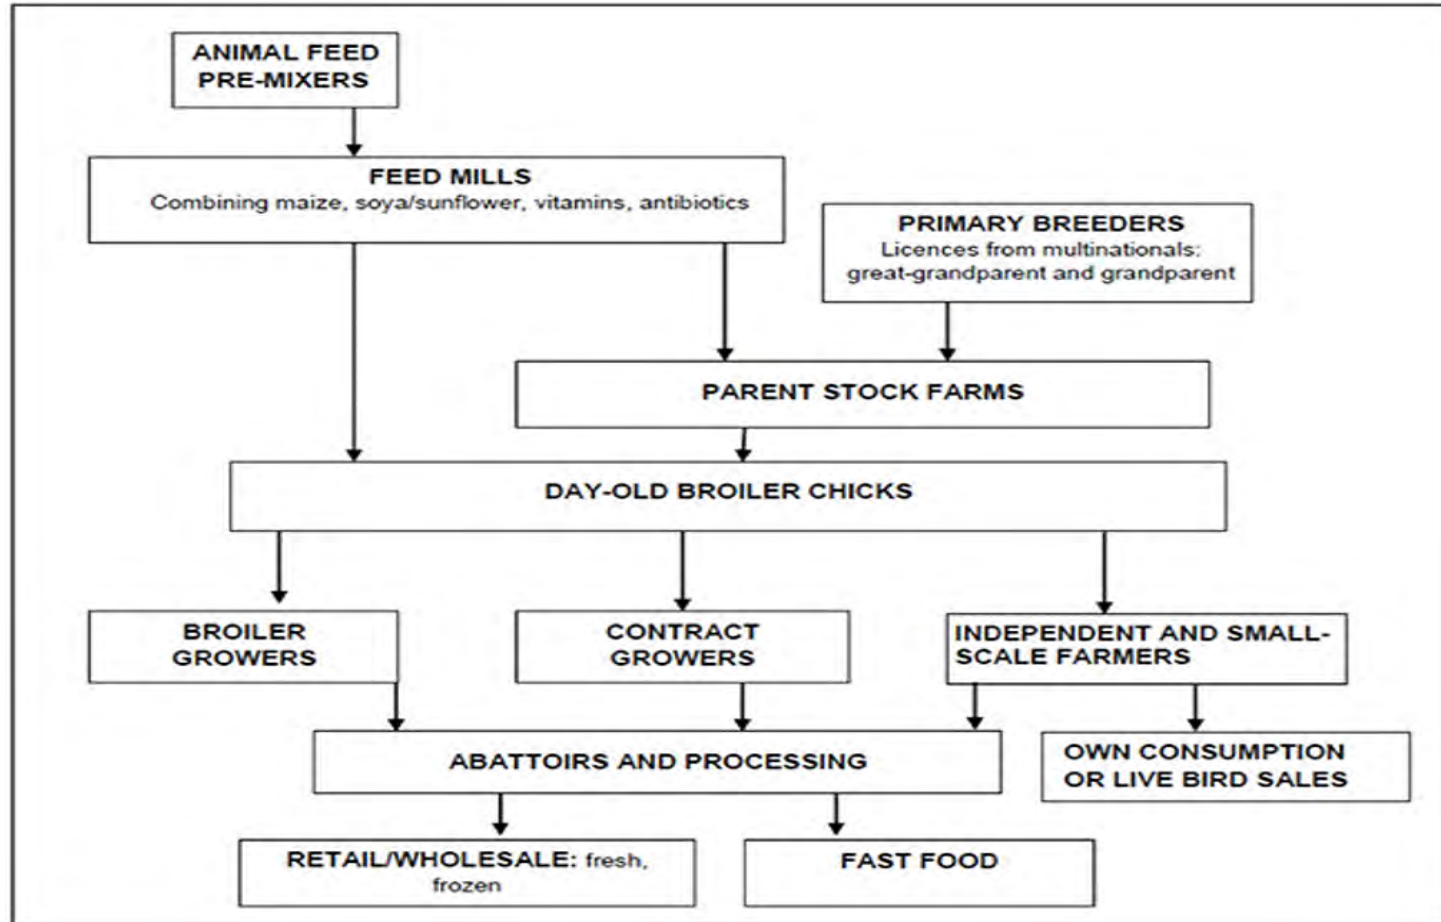 ANIMAL FEED
PRE-MIXERS
FEED MILLS
Combining maize, soya/sunflower, vitamins, antibiotics
PRIMARY BREEDERS
Licences from multinationals:
great-grandparent and grandparent
PARENT STOCK FARMS
DAY-OLD BROILER CHICKS
BROILER
GROWERS
CONTRACT
GROWERS
INDEPENDENT AND SMALL-
SCALE FARMERS
ABATTOIRS AND PROCESSING
OWN CONSUMPTION
OR LIVE BIRD SALES
RETAIL/WHOLESALE: fresh,
frozen
FAST FOOD